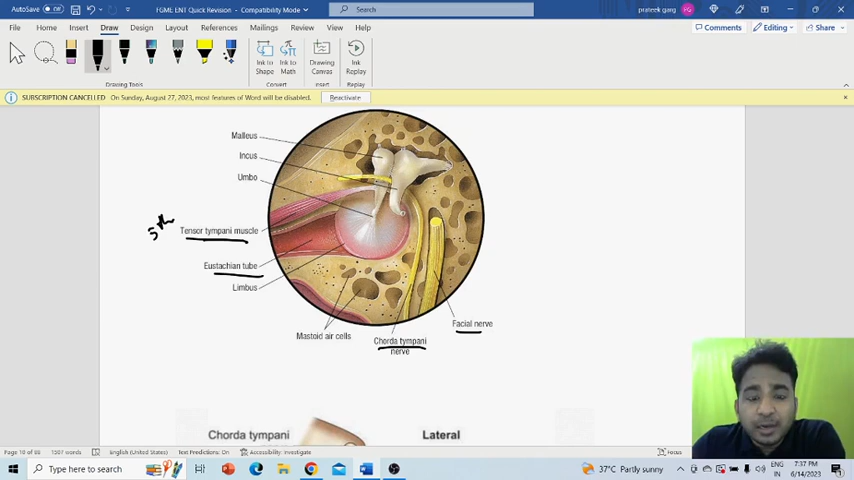 AutoSave Off
FGME ENT Quick Revision - Compatibility Mode
Search
prateek garg
FG
File
Home
Insert
Draw
Design
Layout
References
Mailings
Review
View
Help
Comments
Editing
Share
Ink to
Shape
Ink to
Math
Drawing
Canvas
Ink
Replay
Drawing Tools
Convert
Insert
Replay
SUBSCRIPTION CANCELLED On Sunday, August 27, 2023, most features of Word will be disabled.
Reactivate
Malleus
Incus
Umbo
5th
Tensor tympani muscle
Eustachian tube
Limbus
Mastoid air cells
Chorda tympani
nerve
Facial nerve
Chorda tympani
Lateral
English (United States)
Text Predictions: On
Accessibility: Investigate
Focus
100%
Type here to search
37°C Partly sunny
ENG
IN
7:37 PM
6/14/2023